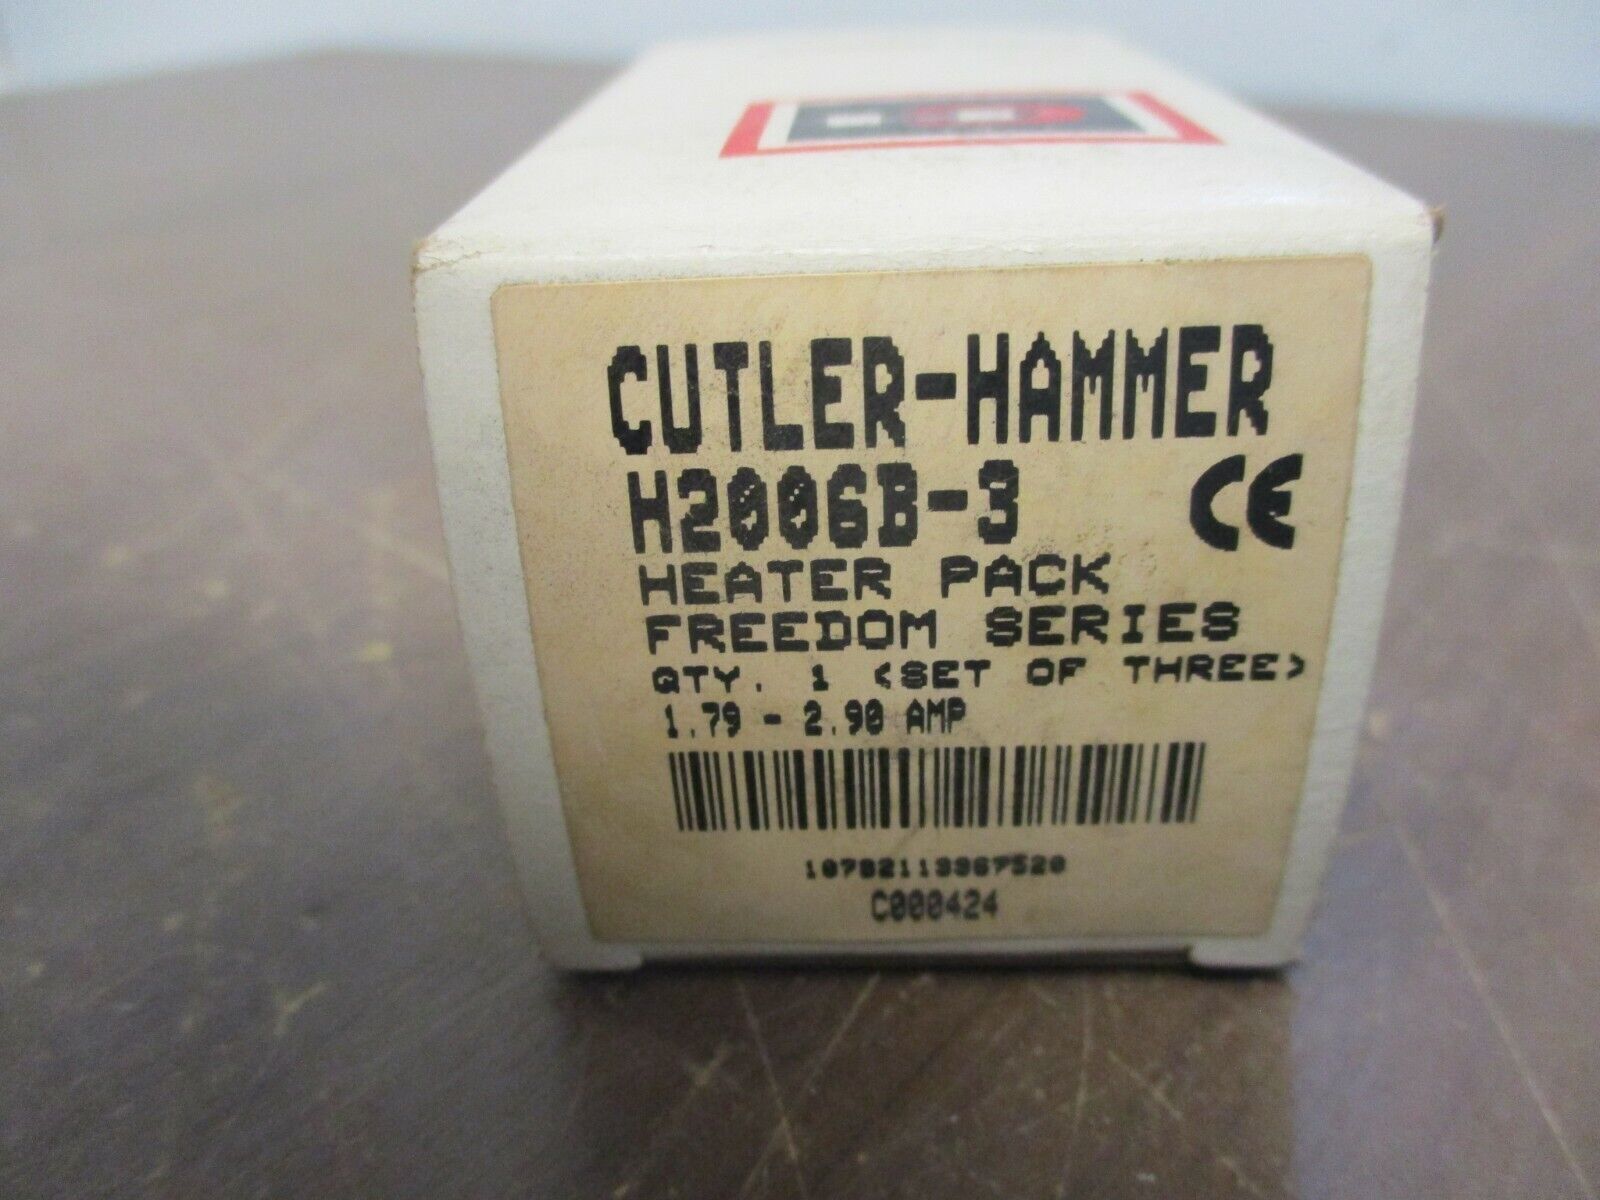 CUTLER-HAMMER
H2006B-3 CE
HEATER PACK
FREEDOM SERIES
QTY. 1 <SET OF THREE>
1.79 - 2.90 AMP
10782113967520
C000424